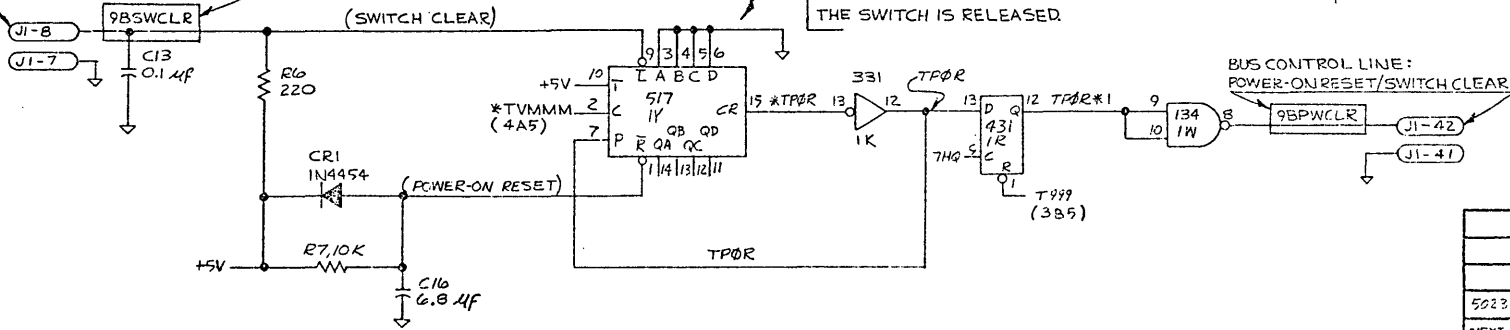 9BSWCLR
J1-8
J1-7
C13
0.1 µf
(SWITCH CLEAR)
THE SWITCH IS RELEASED.
R6
220
+5V
10
*TVMMM
(4A5)
2
7
9 3 4 5 6
L A B C D
T
C
P
517
1Y
CR
QB QD
R QA QC
1 14 13 12 11
15 *TPØR
13
331
12
1K
TPØR
13
D Q
431
1R
C
R
7HQ
1
T999
(3B5)
12 TPØR*1
9
10
134
1W
8
BUS CONTROL LINE:
POWER-ON RESET/SWITCH CLEAR
9BPWCLR
J1-42
J1-41
CR1
1N4454
(POWER-ON RESET)
+5V
R7,10K
C16
6.8 µf
TPØR
5023